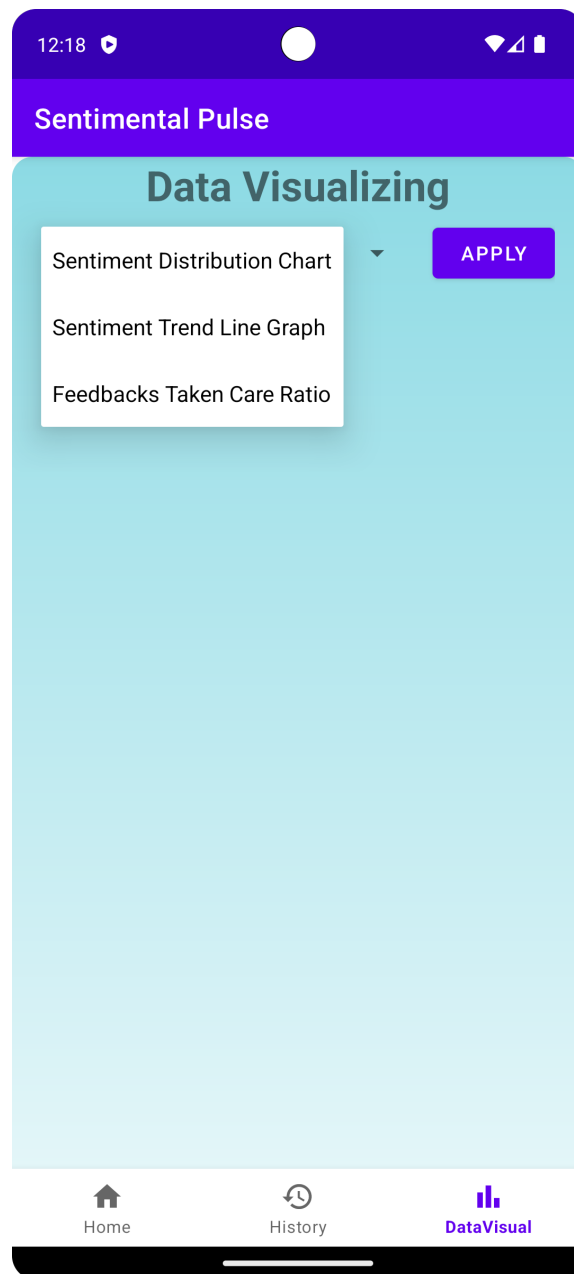 12:18
Sentimental Pulse
Data Visualizing
Sentiment Distribution Chart
APPLY
Sentiment Trend Line Graph
Feedbacks Taken Care Ratio
Home
History
DataVisual